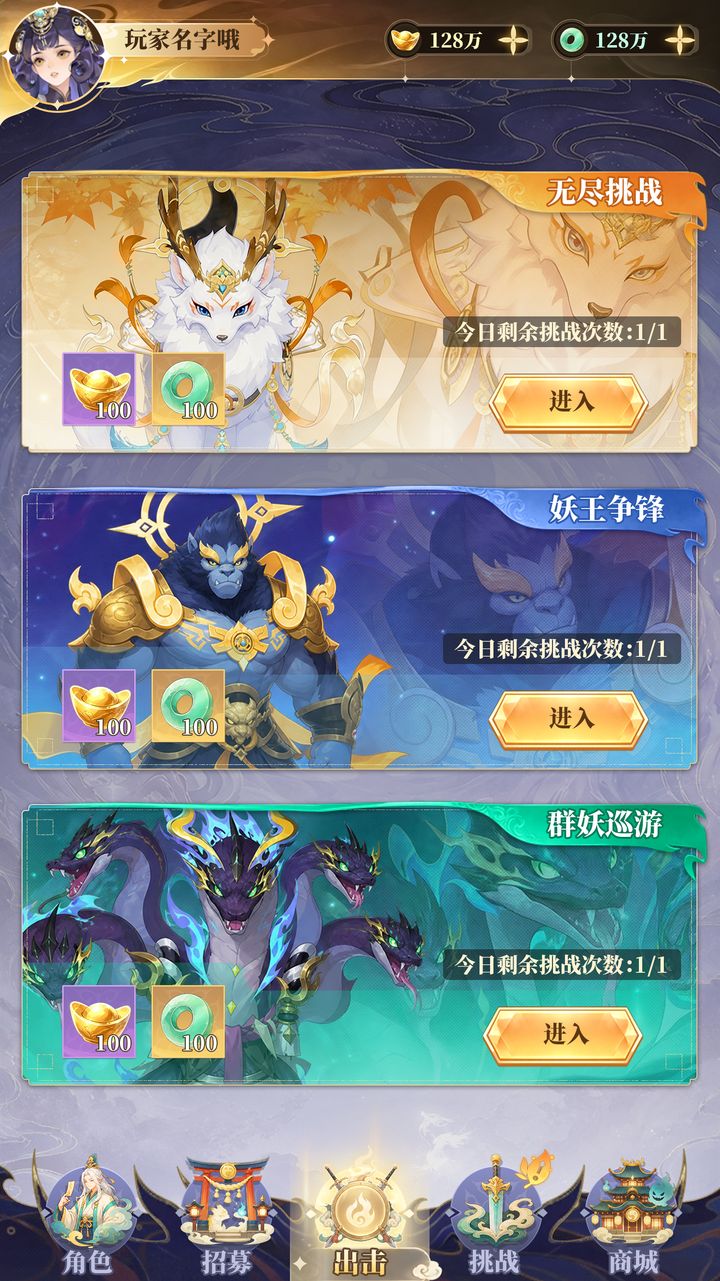 玩家名字哦
128万
128万
无尽挑战
今日剩余挑战次数:1/1
100
100
进入
妖王争锋
今日剩余挑战次数:1/1
100
100
进入
群妖巡游
今日剩余挑战次数:1/1
100
100
进入
角色
招募
出击
挑战
商城